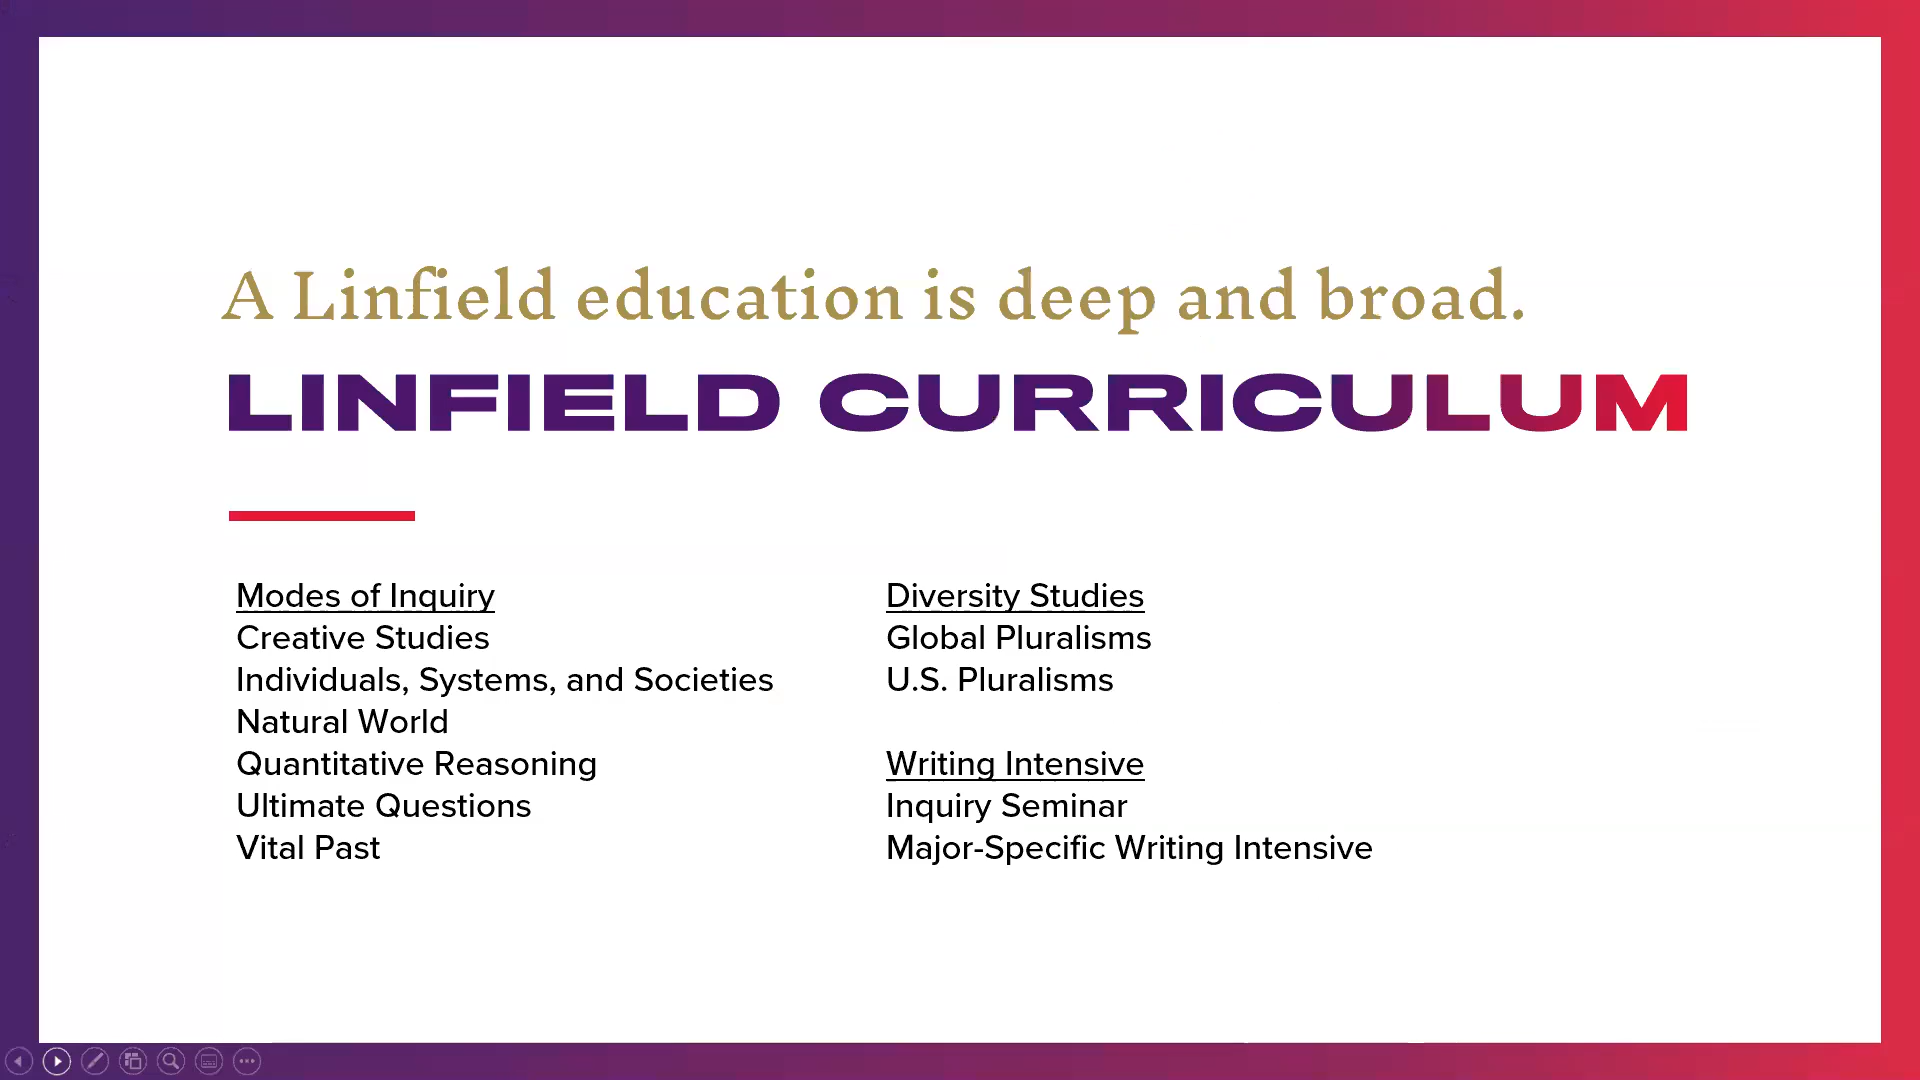 A Linfield education is deep and broad.
LINFIELD CURRICULUM
Modes of Inquiry
Creative Studies
Individuals, Systems, and Societies
Natural World
Quantitative Reasoning
Ultimate Questions
Vital Past
Diversity Studies
Global Pluralisms
U.S. Pluralisms
Writing Intensive
Inquiry Seminar
Major-Specific Writing Intensive